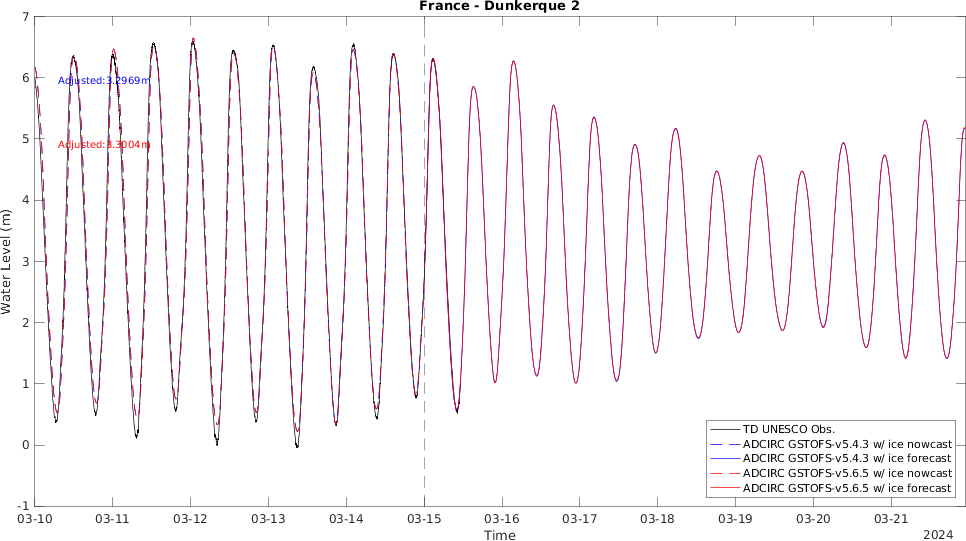 France - Dunkerque 2
7
6
5
4
3
2
1
0
-1
Water Level (m)
Adjusted:3.2969m
Adjusted:3.3004m
TD UNESCO Obs.
ADCIRC GSTOFS-v5.4.3 w/ ice nowcast
ADCIRC GSTOFS-v5.4.3 w/ ice forecast
ADCIRC GSTOFS-v5.6.5 w/ ice nowcast
ADCIRC GSTOFS-v5.6.5 w/ ice forecast
03-10 03-11 03-12 03-13 03-14 03-15 03-16 03-17 03-18 03-19 03-20 03-21
Time
2024